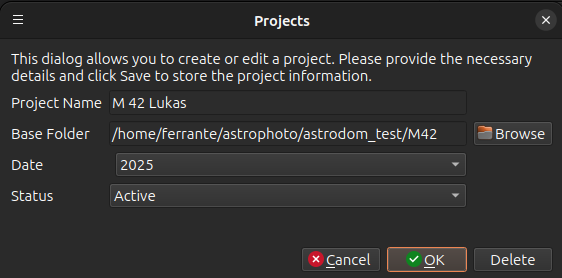 Projects
This dialog allows you to create or edit a project. Please provide the necessary
details and click Save to store the project information.
Project Name M 42 Lukas
Base Folder /home/ferrante/astrophoto/astrodom_test/M42 Browse
Date 2025
Status Active
Cancel OK Delete